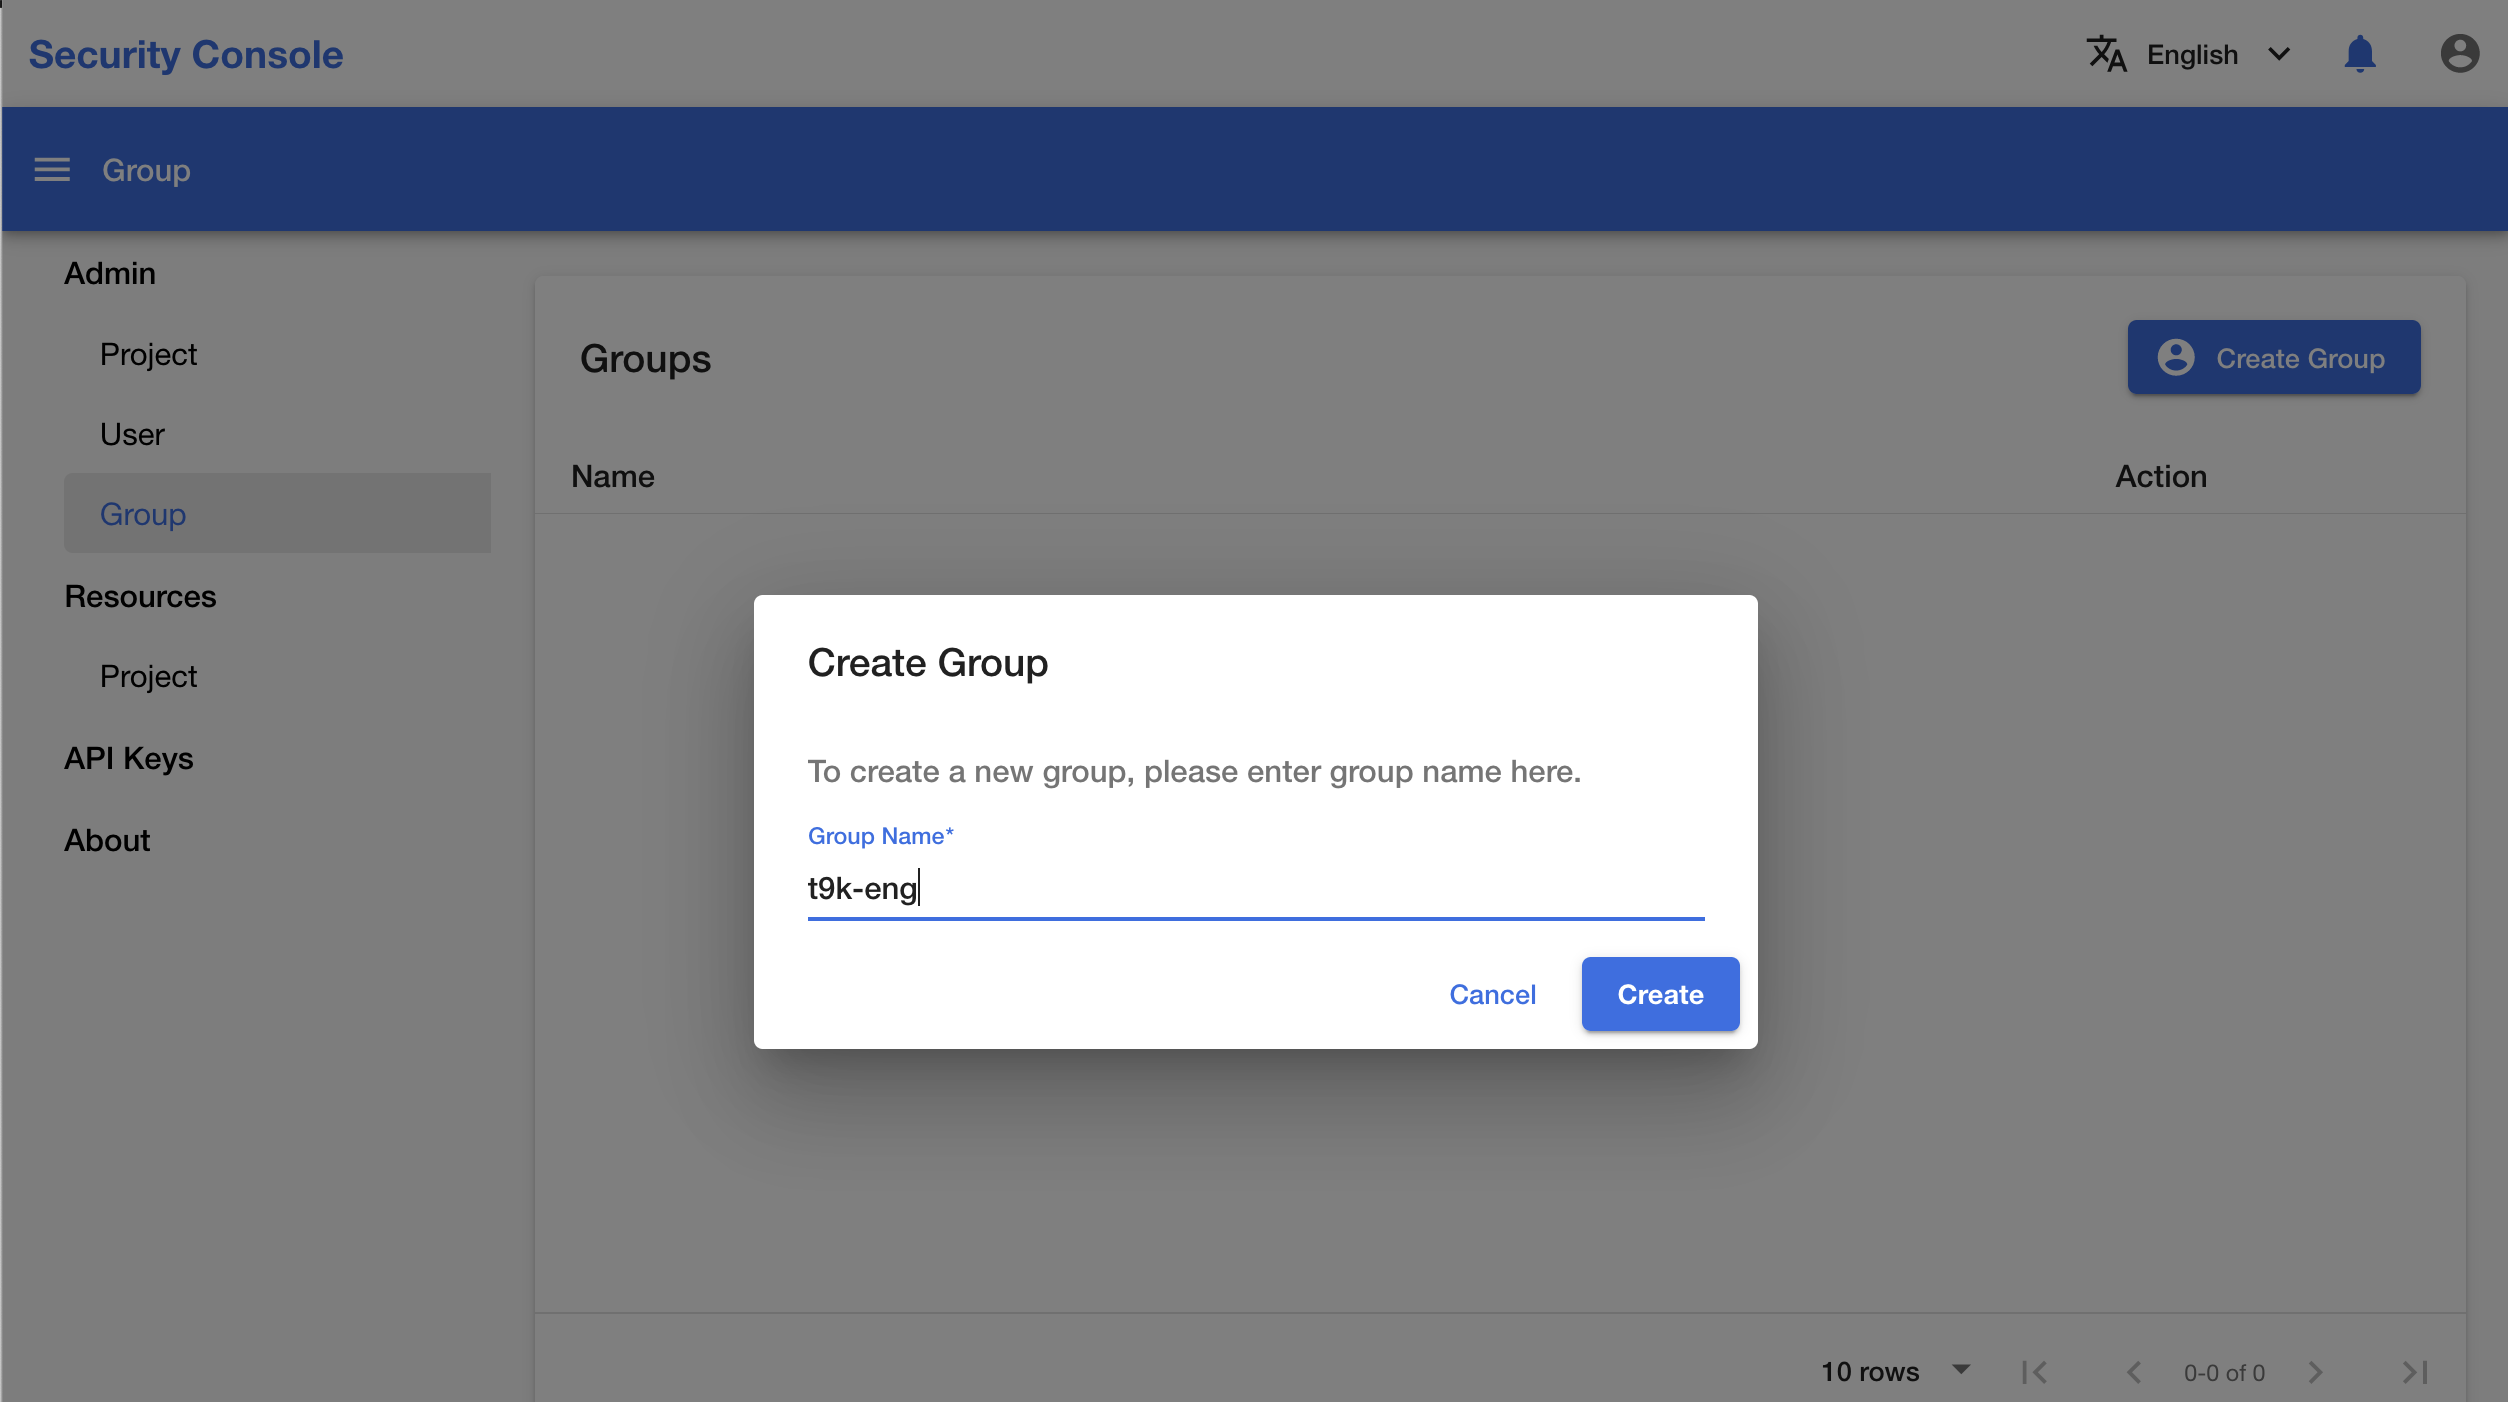 Security Console
English
Group
Admin
Project
User
Group
Resources
Project
API Keys
About
Groups
Create Group
Name
Action
Create Group
To create a new group, please enter group name here.
Group Name*
t9k-eng
Cancel
Create
10 rows
0-0 of 0